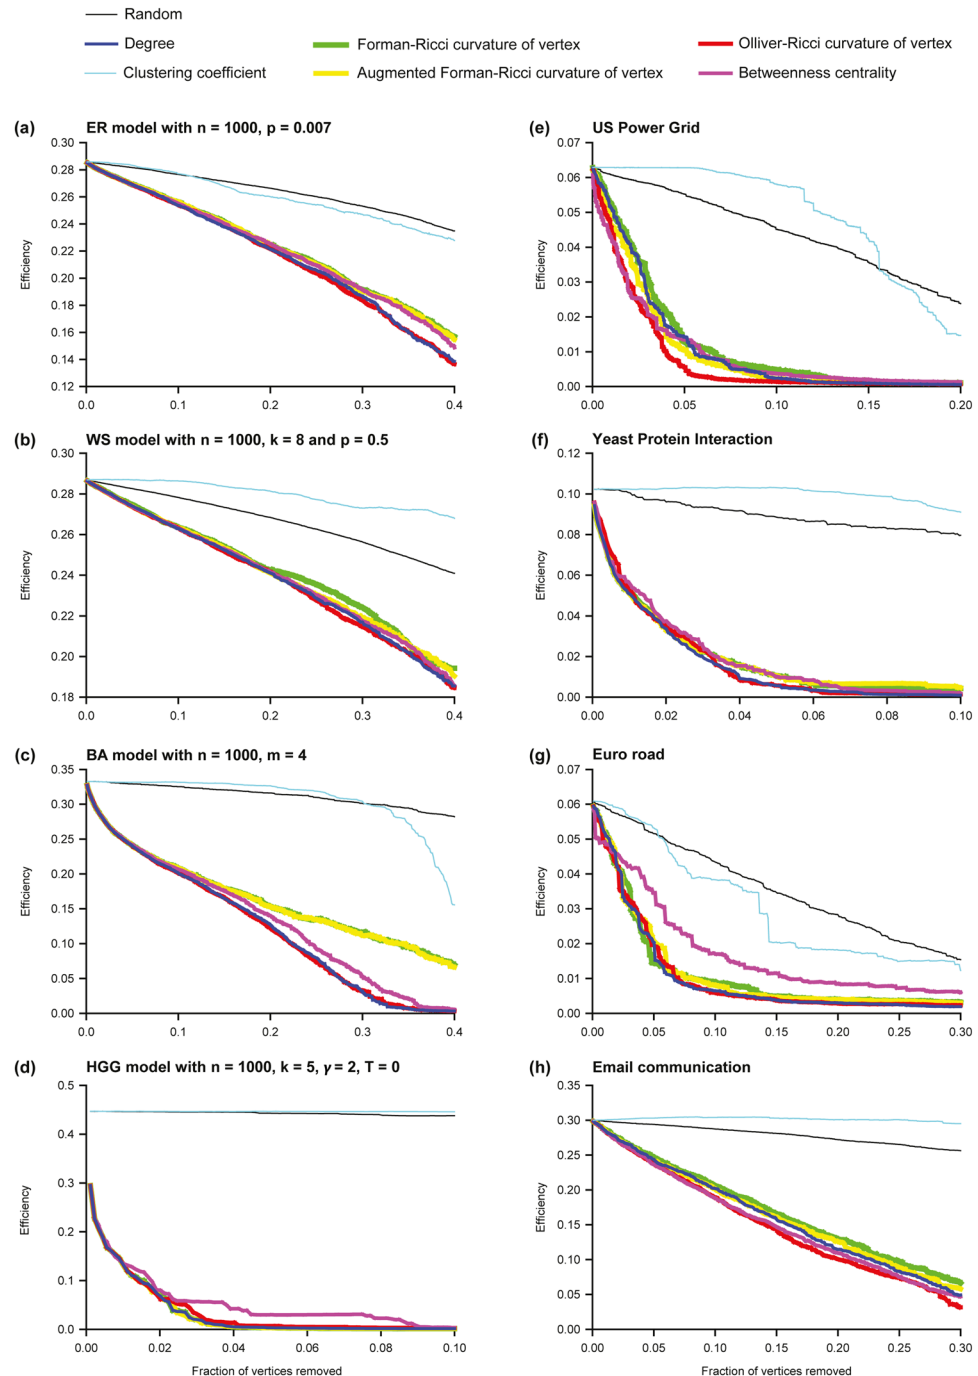 Random
Degree
Forman-Ricci curvature of vertex
Olliver-Ricci curvature of vertex
Clustering coefficient
Augmented Forman-Ricci curvature of vertex
Betweenness centrality
(a) ER model with n = 1000, p = 0.007
Efficiency
0.30
0.28
0.26
0.24
0.22
0.20
0.18
0.16
0.14
0.12
0.0 0.1 0.2 0.3 0.4
(e) US Power Grid
Efficiency
0.07
0.06
0.05
0.04
0.03
0.02
0.01
0.00
0.00 0.05 0.10 0.15 0.20
(b) WS model with n = 1000, k = 8 and p = 0.5
Efficiency
0.30
0.28
0.26
0.24
0.22
0.20
0.18
0.0 0.1 0.2 0.3 0.4
(f) Yeast Protein Interaction
Efficiency
0.12
0.10
0.08
0.06
0.04
0.02
0.00
0.00 0.02 0.04 0.06 0.08 0.10
(c) BA model with n = 1000, m = 4
Efficiency
0.35
0.30
0.25
0.20
0.15
0.10
0.05
0.00
0.0 0.1 0.2 0.3 0.4
(g) Euro road
Efficiency
0.07
0.06
0.05
0.04
0.03
0.02
0.01
0.00
0.00 0.05 0.10 0.15 0.20 0.25 0.30
(d) HGG model with n = 1000, k = 5, γ = 2, T = 0
Efficiency
0.5
0.4
0.3
0.2
0.1
0.0
0.00 0.02 0.04 0.06 0.08 0.10
Fraction of vertices removed
(h) Email communication
Efficiency
0.35
0.30
0.25
0.20
0.15
0.10
0.05
0.00
0.00 0.05 0.10 0.15 0.20 0.25 0.30
Fraction of vertices removed